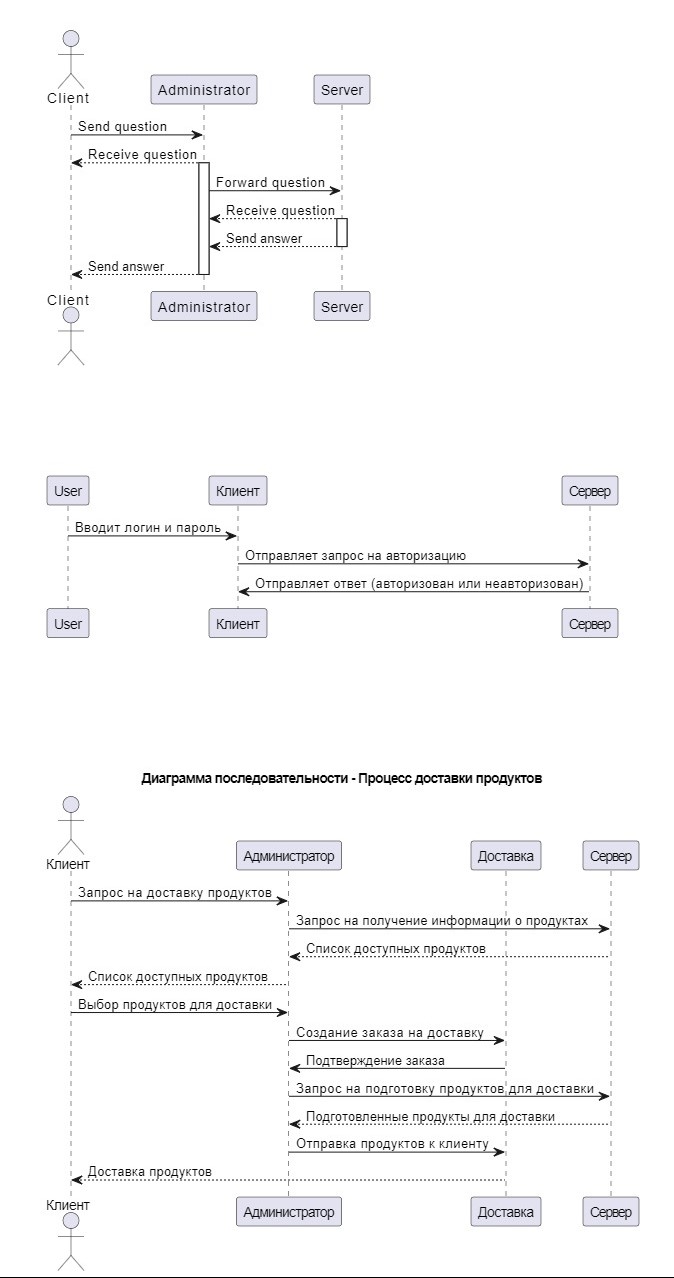 Client
Administrator
Server
Send question
Receive question
Forward question
Receive question
Send answer
Send answer
Client
Administrator
Server
User
Клиент
Сервер
Вводит логин и пароль
Отправляет запрос на авторизацию
Отправляет ответ (авторизован или неавторизован)
User
Клиент
Сервер
Диаграмма последовательности - Процесс доставки продуктов
Клиент
Администратор
Доставка
Сервер
Запрос на доставку продуктов
Запрос на получение информации о продуктах
Список доступных продуктов
Список доступных продуктов
Выбор продуктов для доставки
Создание заказа на доставку
Подтверждение заказа
Запрос на подготовку продуктов для доставки
Подготовленные продукты для доставки
Отправка продуктов к клиенту
Доставка продуктов
Клиент
Администратор
Доставка
Сервер